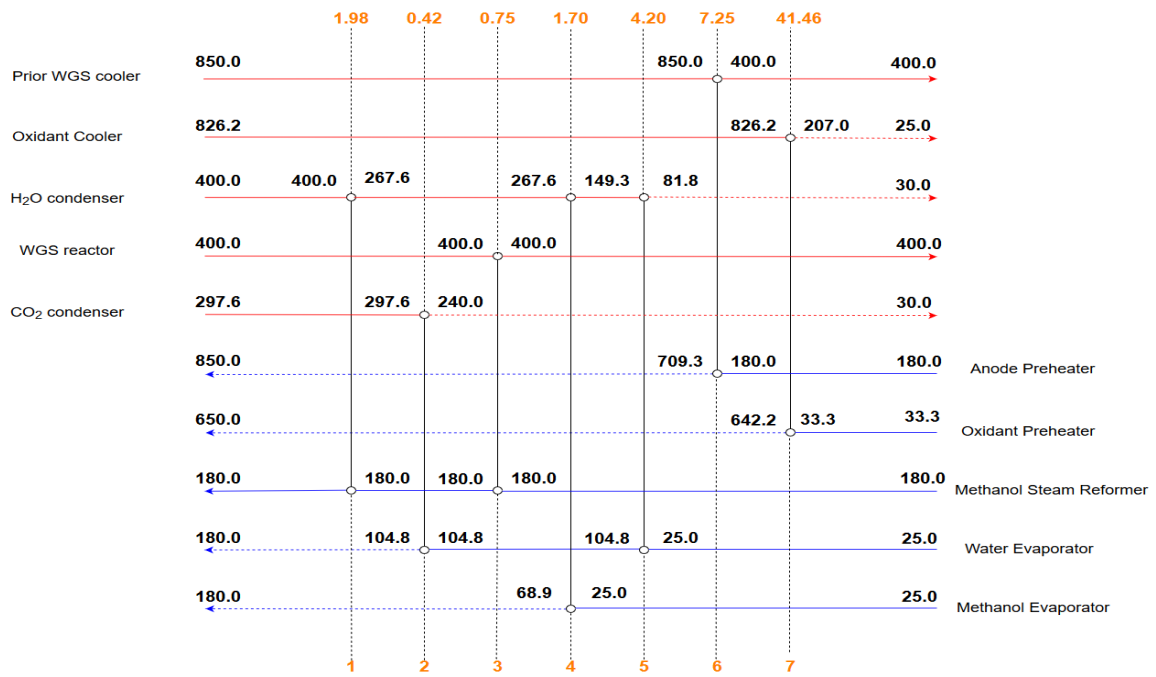 1.98 0.42 0.75 1.70 4.20 7.25 41.46
850.0 850.0 400.0 400.0
Prior WGS cooler
826.2 826.2 207.0 25.0
Oxidant Cooler
400.0 400.0 267.6 267.6 149.3 81.8 30.0
H₂O condenser
400.0 400.0 400.0 400.0
WGS reactor
297.6 297.6 240.0 30.0
CO₂ condenser
850.0 709.3 180.0 180.0
Anode Preheater
650.0 642.2 33.3 33.3
Oxidant Preheater
180.0 180.0 180.0 180.0 180.0
Methanol Steam Reformer
180.0 104.8 104.8 104.8 25.0 25.0
Water Evaporator
180.0 68.9 25.0 25.0
Methanol Evaporator
1 2 3 4 5 6 7